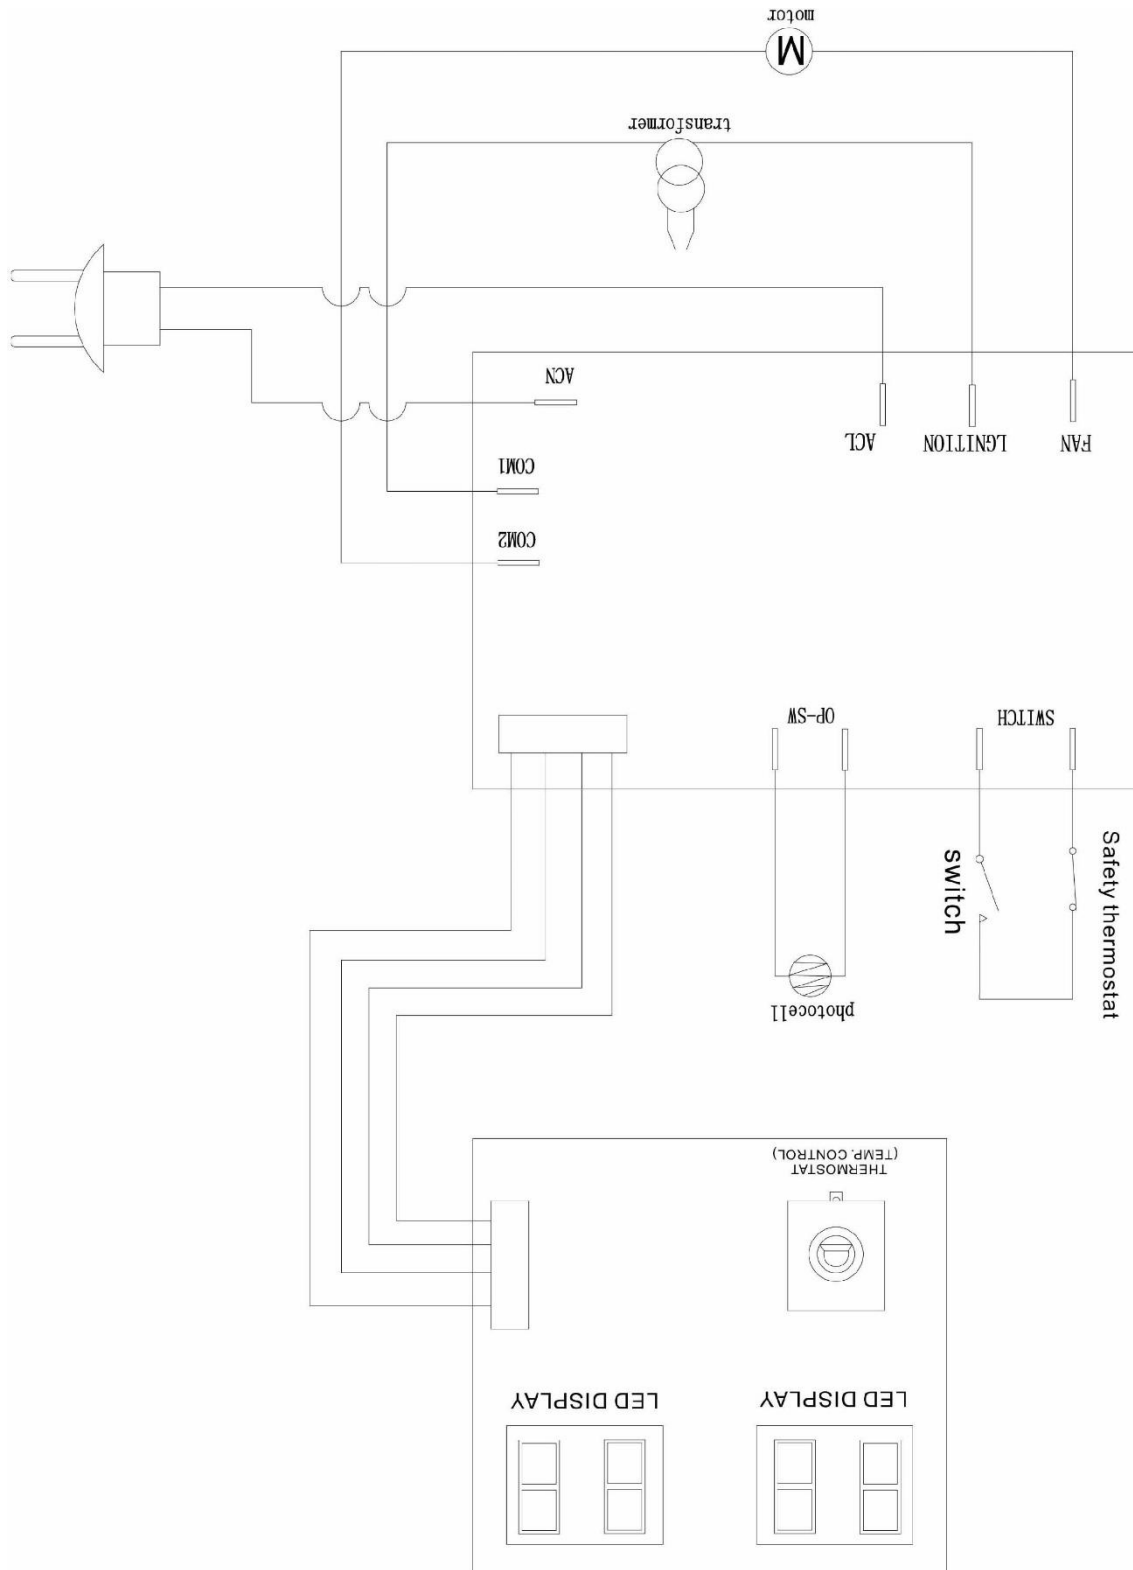 motor
M
transformer
ACN
ACL
LGNITION
FAN
COM1
COM2
OP-SW
SWITCH
switch
Safety thermostat
photocell
THERMOSTAT
(TEMP. CONTROL)
LED DISPLAY
LED DISPLAY